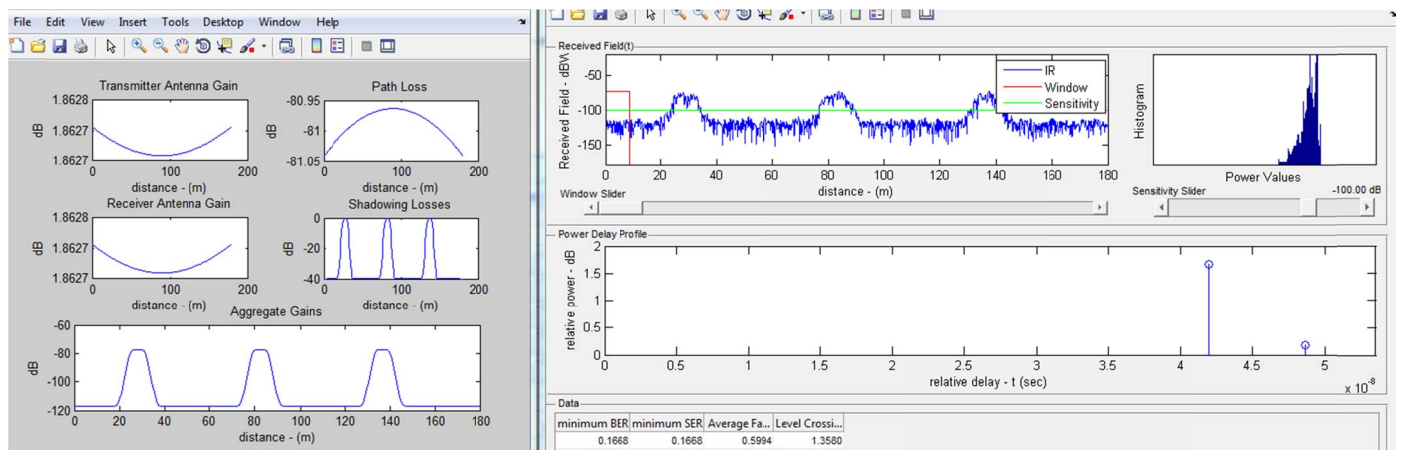 File Edit View Insert Tools Desktop Window Help
Transmitter Antenna Gain
1.8628
1.8627
1.8627
dB
0 100 200
distance - (m)
Path Loss
-80.95
-81
-81.05
dB
0 100 200
distance - (m)
Receiver Antenna Gain
1.8628
1.8627
1.8627
dB
0 100 200
distance - (m)
Shadowing Losses
0
-20
-40
dB
0 100 200
distance - (m)
Aggregate Gains
-60
-80
-100
-120
dB
0 20 40 60 80 100 120 140 160 180
distance - (m)
Received Field(t)
Received Field - dBW
-50
-100
-150
IR
Window
Sensitivity
0 20 40 60 80 100 120 140 160 180
distance - (m)
Window Slider
Histogram
Power Values
Sensitivity Slider -100.00 dB
Power Delay Profile
relative power - dB
2
1.5
1
0.5
0
0 0.5 1 1.5 2 2.5 3 3.5 4 4.5 5
relative delay - t (sec)
x 10⁻⁸
Data
minimum BER minimum SER Average Fa... Level Crossi...
0.1668 0.1668 0.5994 1.3580